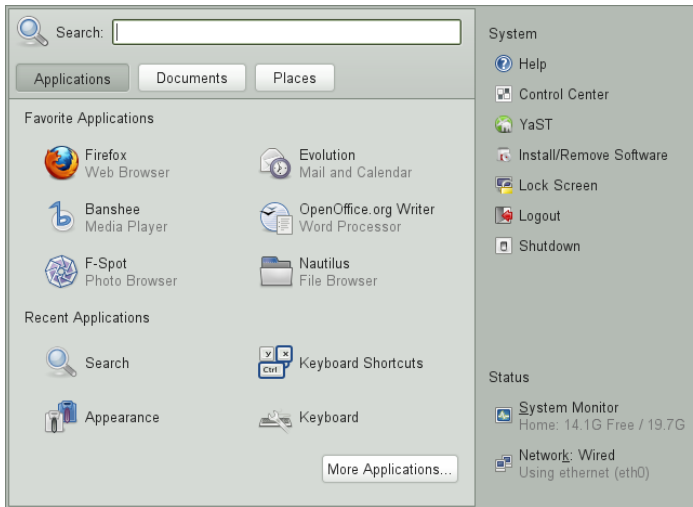 Search:
Applications
Documents
Places
Favorite Applications
Firefox
Web Browser
Evolution
Mail and Calendar
Banshee
Media Player
OpenOffice.org Writer
Word Processor
F-Spot
Photo Browser
Nautilus
File Browser
Recent Applications
Search
y x
Ctrl
Keyboard Shortcuts
Appearance
Keyboard
More Applications...
System
Help
Control Center
YaST
Install/Remove Software
Lock Screen
Logout
Shutdown
Status
System Monitor
Home: 14.1G Free / 19.7G
Network: Wired
Using ethernet (eth0)